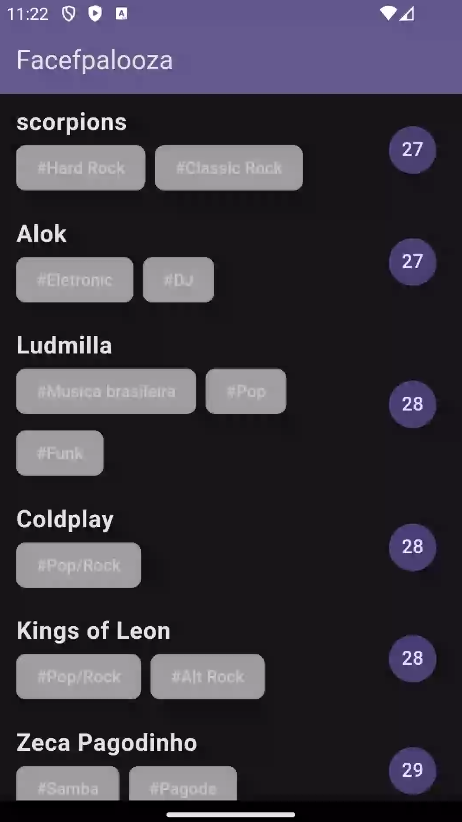 11:22
Facefpalooza
scorpions
27
#Hard Rock #Classic Rock
Alok
27
#Eletronic #DJ
Ludmilla
#Musica brasileira #Pop
28
#Funk
Coldplay
28
#Pop/Rock
Kings of Leon
28
#Pop/Rock #Alt Rock
Zeca Pagodinho
29
#Samba #Pagode